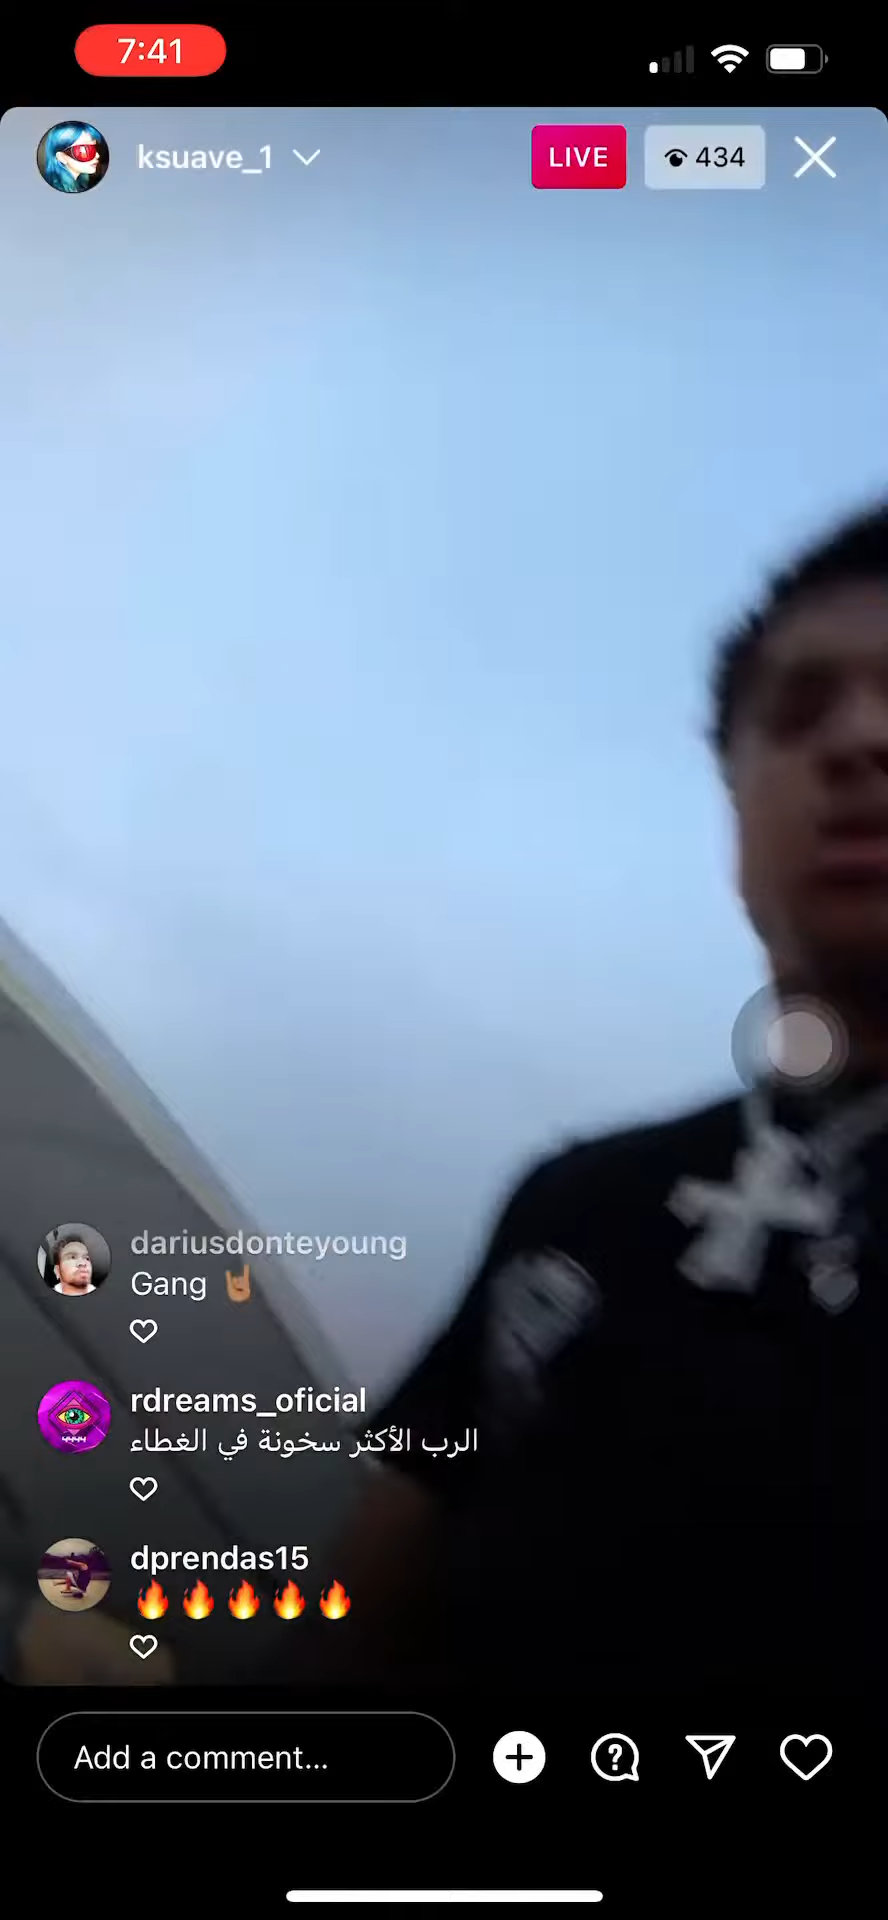 7:41
ksuave_1
LIVE
434
dariusdonteyoung
Gang 🤘🏽
rdreams_oficial
الرب الأكثر سخونة في الغطاء
dprendas15
🔥🔥🔥🔥🔥
Add a comment...